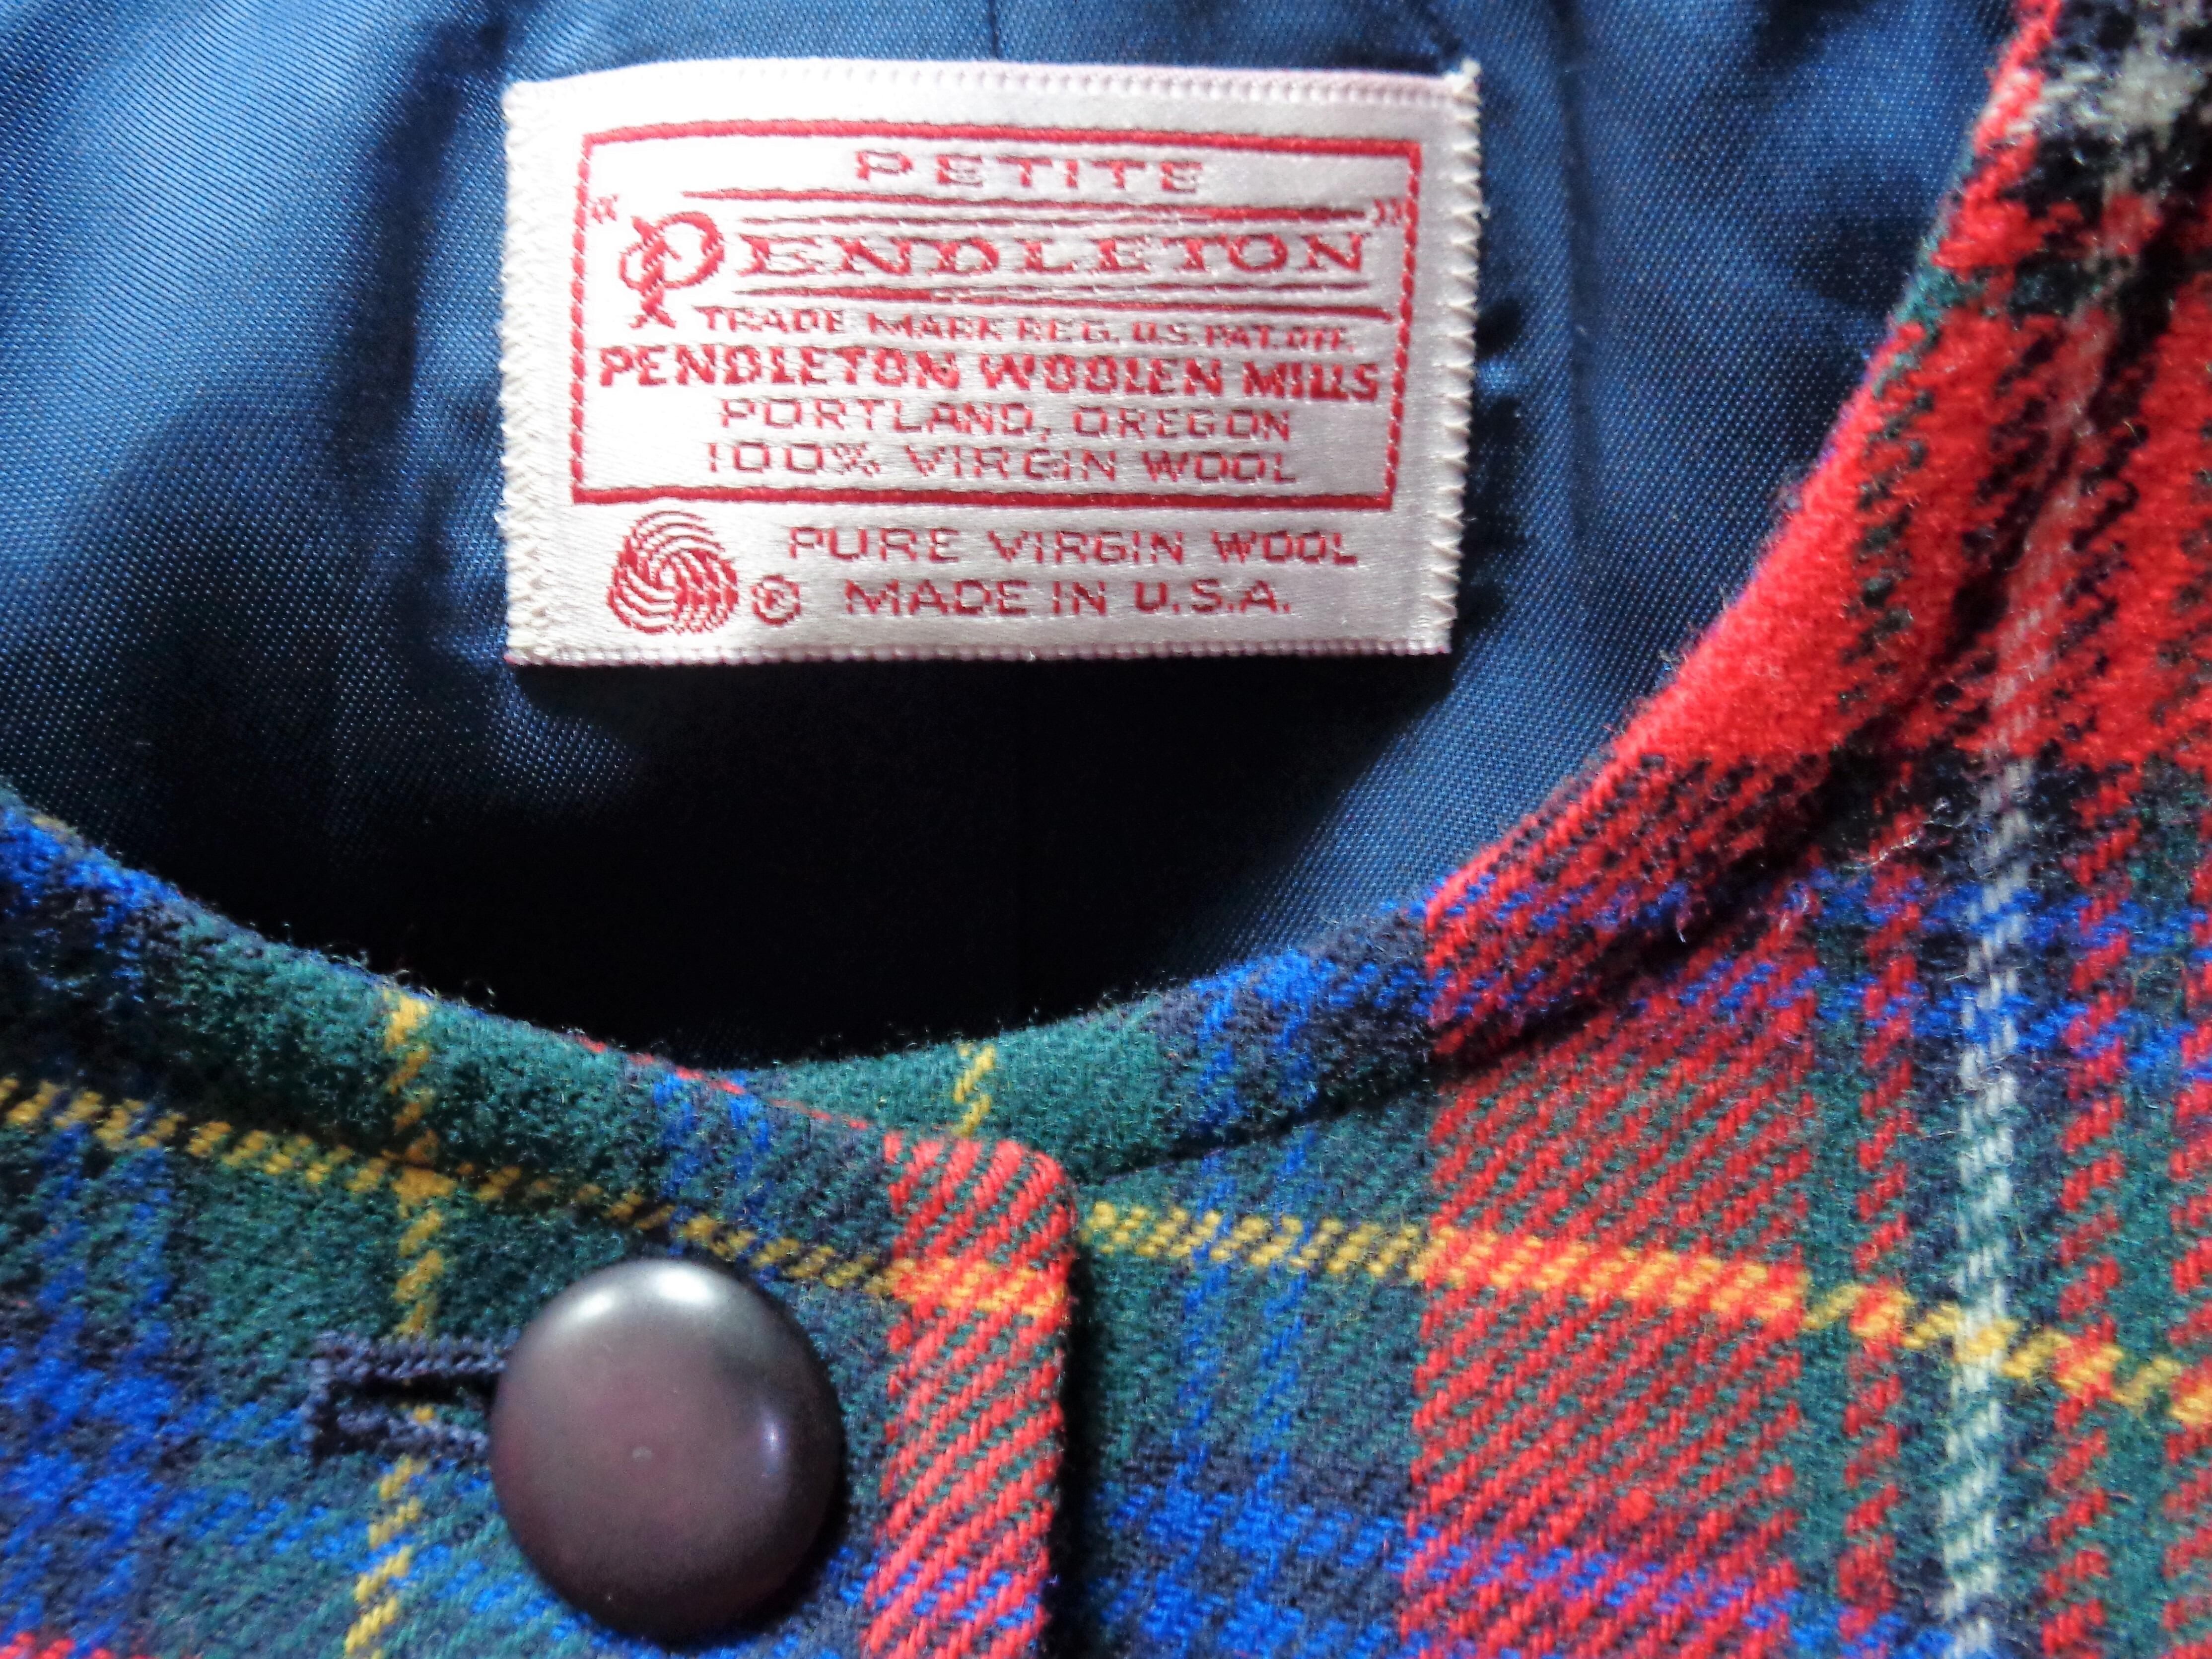 PETITE
"PENDLETON"
TRADE MARK REG. U.S. PAT. OFF.
PENDLETON WOOLEN MILLS
PORTLAND, OREGON
100% VIRGIN WOOL
PURE VIRGIN WOOL
® MADE IN U.S.A.